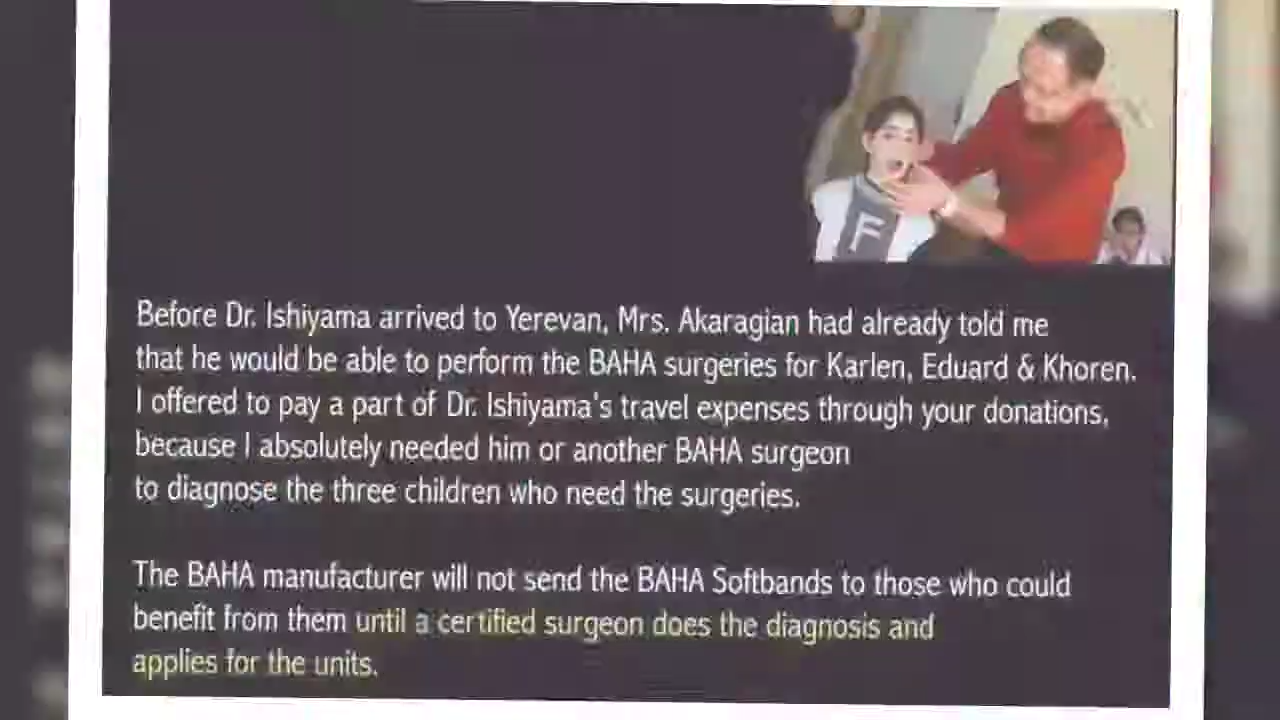 F
Before Dr. Ishiyama arrived to Yerevan, Mrs. Akaragian had already told me
that he would be able to perform the BAHA surgeries for Karlen, Eduard & Khoren.
I offered to pay a part of Dr. Ishiyama's travel expenses through your donations,
because I absolutely needed him or another BAHA surgeon
to diagnose the three children who need the surgeries.
The BAHA manufacturer will not send the BAHA Softbands to those who could
benefit from them until a certified surgeon does the diagnosis and
applies for the units.